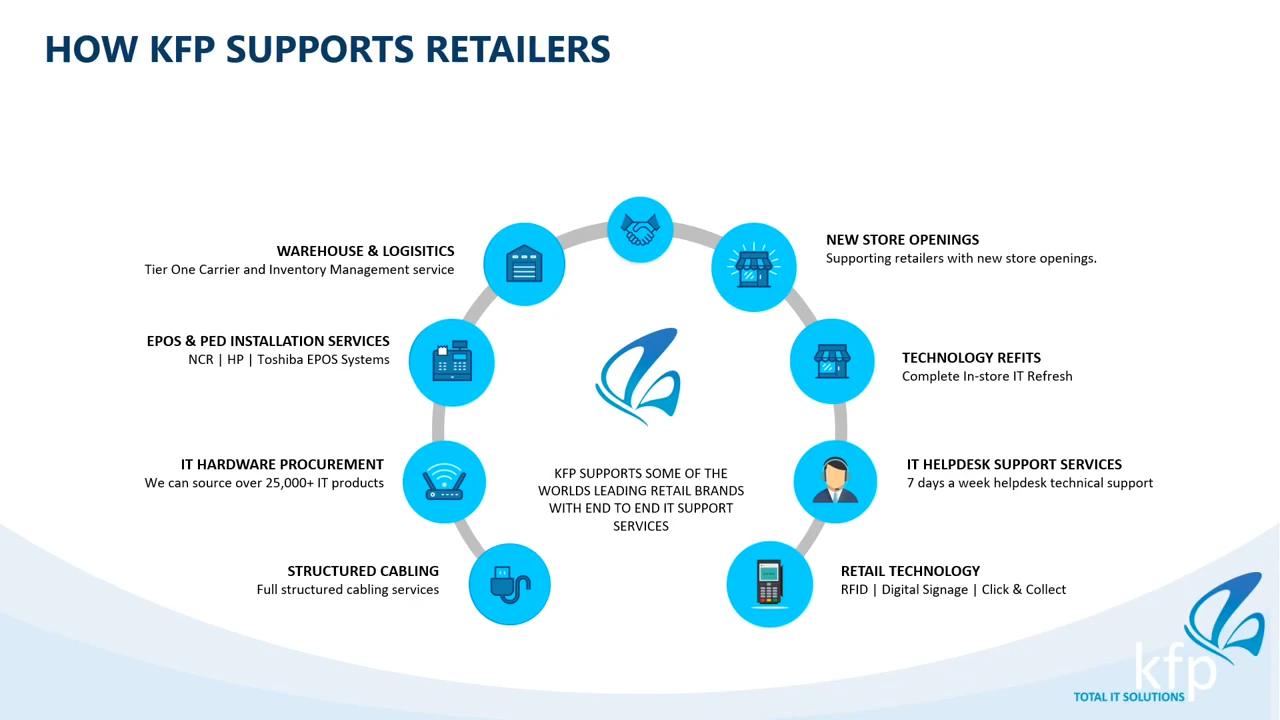 HOW KFP SUPPORTS RETAILERS
WAREHOUSE & LOGISITICS
Tier One Carrier and Inventory Management service
EPOS & PED INSTALLATION SERVICES
NCR | HP | Toshiba EPOS Systems
IT HARDWARE PROCUREMENT
We can source over 25,000+ IT products
STRUCTURED CABLING
Full structured cabling services
KFP SUPPORTS SOME OF THE
WORLDS LEADING RETAIL BRANDS
WITH END TO END IT SUPPORT
SERVICES
NEW STORE OPENINGS
Supporting retailers with new store openings.
TECHNOLOGY REFITS
Complete In-store IT Refresh
IT HELPDESK SUPPORT SERVICES
7 days a week helpdesk technical support
RETAIL TECHNOLOGY
RFID | Digital Signage | Click & Collect
kfp
TOTAL IT SOLUTIONS